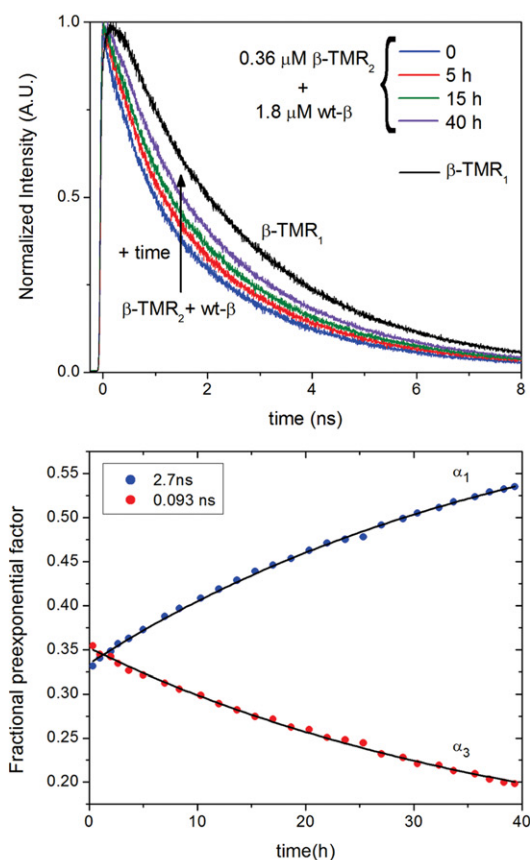 Normalized Intensity (A.U.)
1.0
0.5
0.0
0.36 μM β-TMR₂
+
1.8 μM wt-β
0
5 h
15 h
40 h
β-TMR₁
β-TMR₁
+ time
β-TMR₂+ wt-β
0 2 4 6 8
time (ns)
Fractional preexponential factor
0.55
0.50
0.45
0.40
0.35
0.30
0.25
0.20
2.7ns
0.093 ns
α₁
α₃
0 10 20 30 40
time(h)